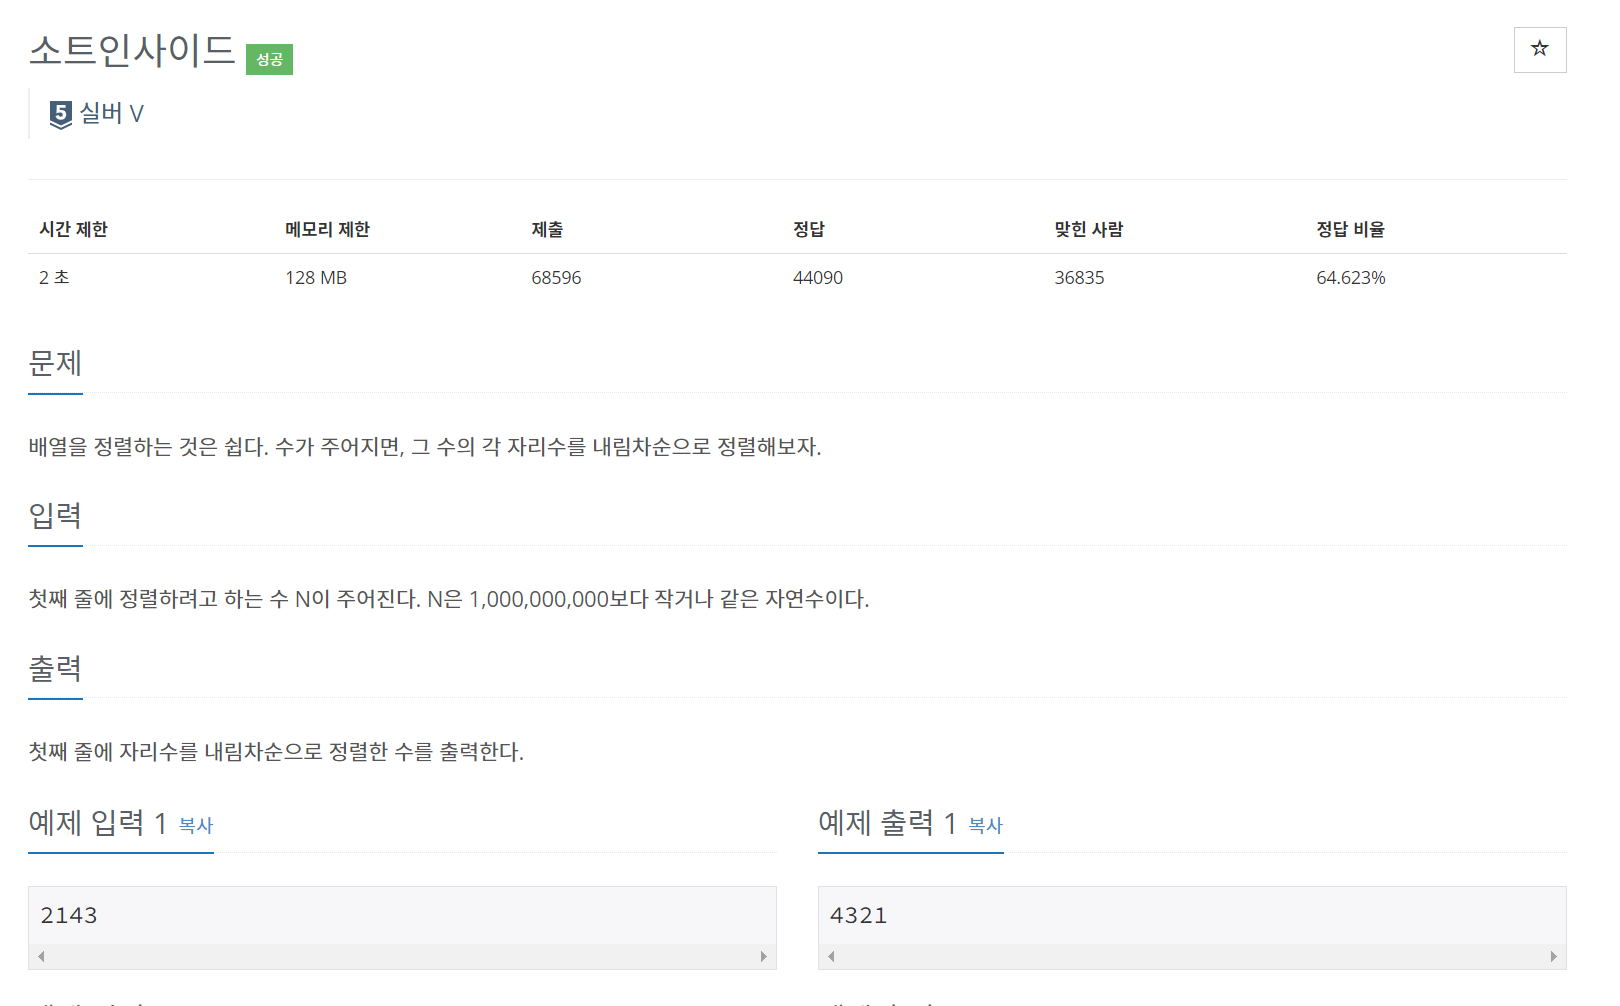 소트인사이드 성공
☆
5 실버 V
시간 제한 메모리 제한 제출 정답 맞힌 사람 정답 비율
2 초 128 MB 68596 44090 36835 64.623%
문제
배열을 정렬하는 것은 쉽다. 수가 주어지면, 그 수의 각 자리수를 내림차순으로 정렬해보자.
입력
첫째 줄에 정렬하려고 하는 수 N이 주어진다. N은 1,000,000,000보다 작거나 같은 자연수이다.
출력
첫째 줄에 자리수를 내림차순으로 정렬한 수를 출력한다.
예제 입력 1 복사
2143
예제 출력 1 복사
4321